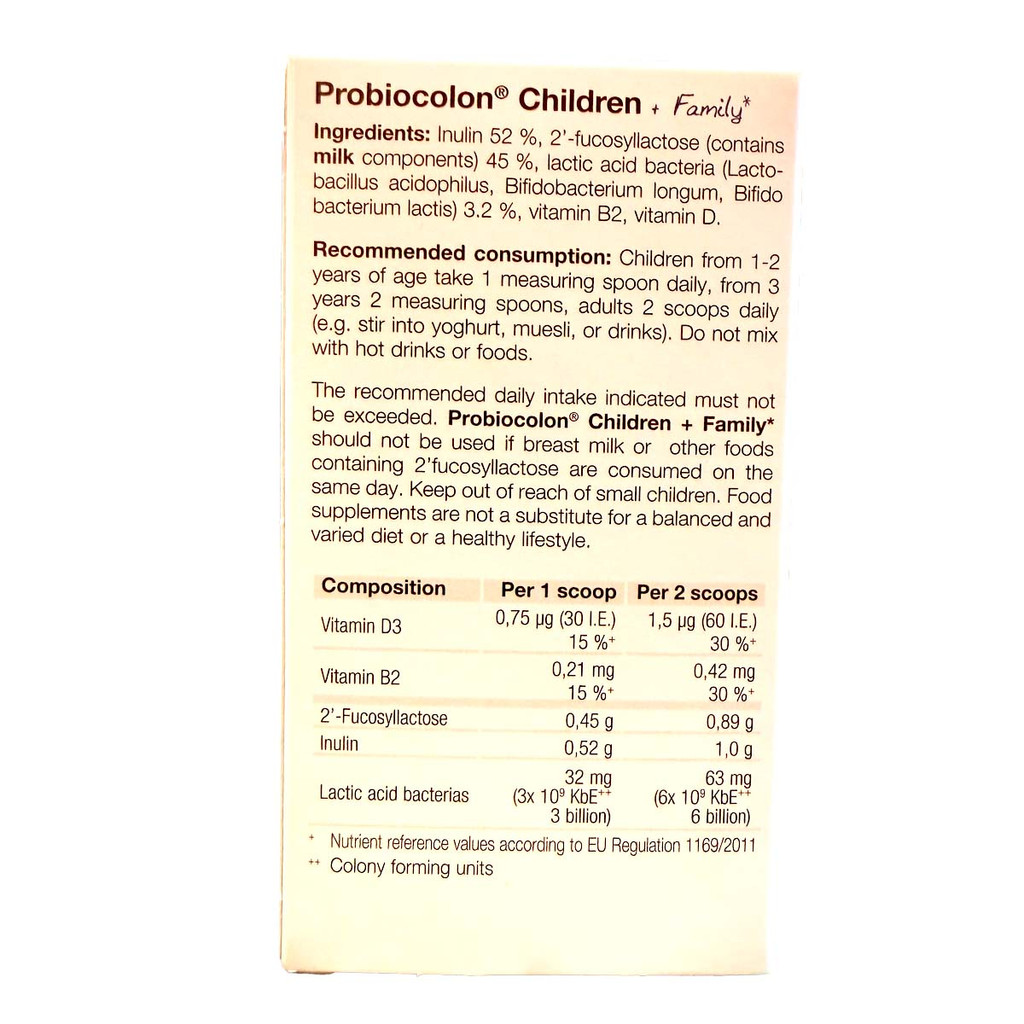 Probiocolon® Children + Family*
Ingredients: Inulin 52 %, 2’-fucosyllactose (contains
milk components) 45 %, lactic acid bacteria (Lacto-
bacillus acidophilus, Bifidobacterium longum, Bifido
bacterium lactis) 3.2 %, vitamin B2, vitamin D.
Recommended consumption: Children from 1-2
years of age take 1 measuring spoon daily, from 3
years 2 measuring spoons, adults 2 scoops daily
(e.g. stir into yoghurt, muesli, or drinks). Do not mix
with hot drinks or foods.
The recommended daily intake indicated must not
be exceeded. Probiocolon® Children + Family*
should not be used if breast milk or other foods
containing 2’fucosyllactose are consumed on the
same day. Keep out of reach of small children. Food
supplements are not a substitute for a balanced and
varied diet or a healthy lifestyle.
Composition Per 1 scoop Per 2 scoops
Vitamin D3 0,75 µg (30 I.E.) 1,5 µg (60 I.E.)
15 %+ 30 %+
Vitamin B2 0,21 mg 0,42 mg
15 %+ 30 %+
2’-Fucosyllactose 0,45 g 0,89 g
Inulin 0,52 g 1,0 g
Lactic acid bacterias 32 mg 63 mg
(3x 10⁹ KbE++ (6x 10⁹ KbE++
3 billion) 6 billion)
+ Nutrient reference values according to EU Regulation 1169/2011
++ Colony forming units